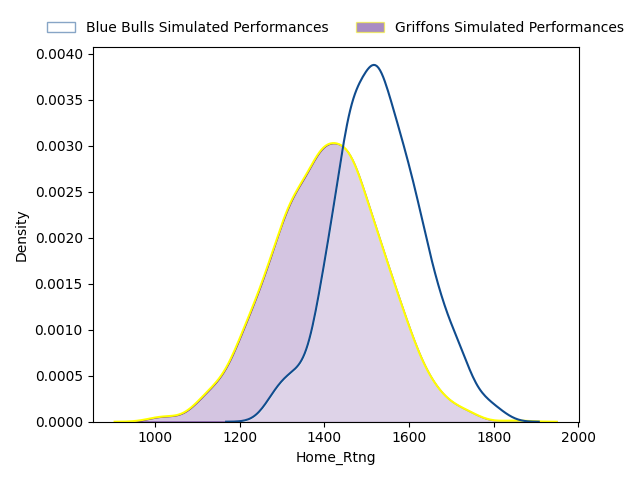 Blue Bulls Simulated Performances Griffons Simulated Performances
0.0040
0.0035
0.0030
0.0025
0.0020
0.0015
0.0010
0.0005
0.0000
Density
1000 1200 1400 1600 1800 2000
Home_Rtng